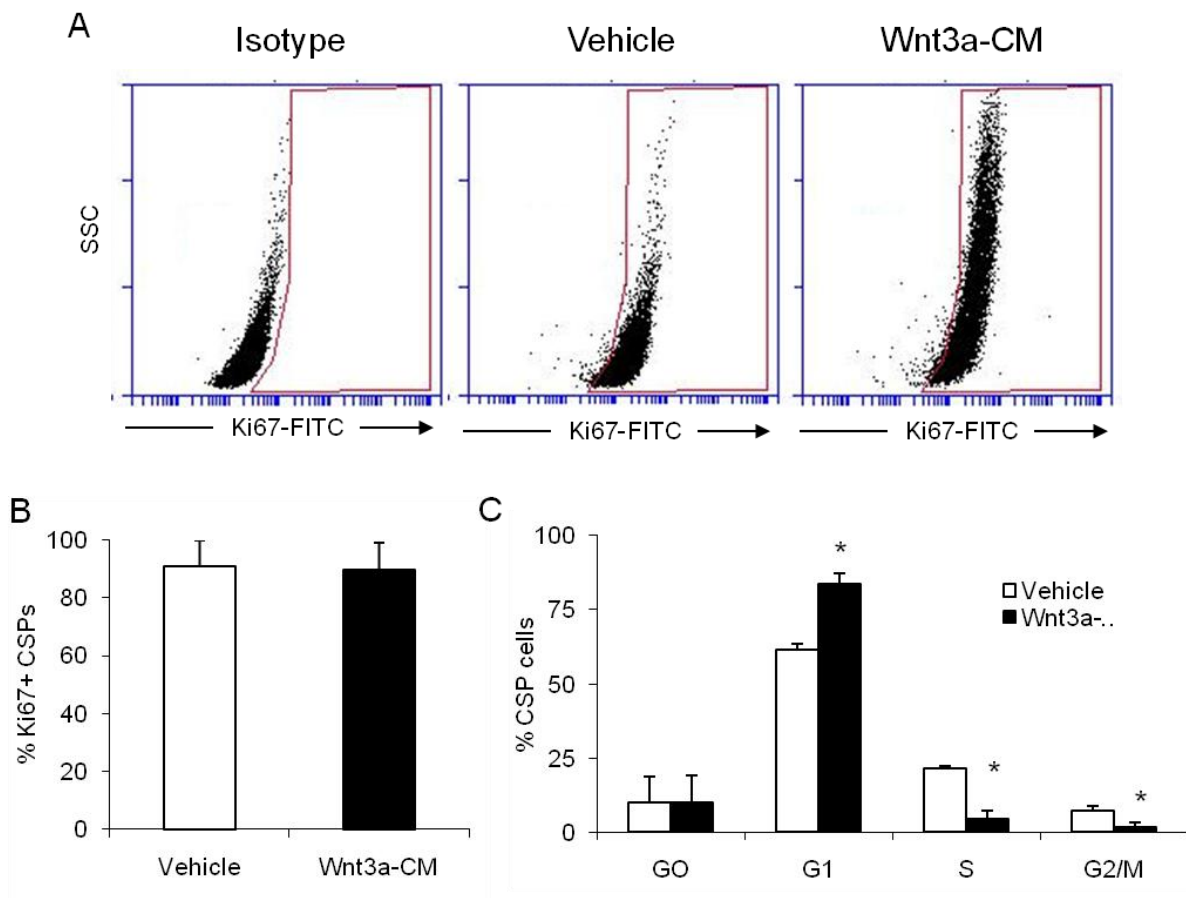 A
Isotype
Vehicle
Wnt3a-CM
SSC
Ki67-FITC
Ki67-FITC
Ki67-FITC
B
% Ki67+ CSPs
100
80
60
40
20
0
Vehicle
Wnt3a-CM
C
% CSP cells
100
75
50
25
0
*
*
*
Vehicle
Wnt3a-..
GO
G1
S
G2/M